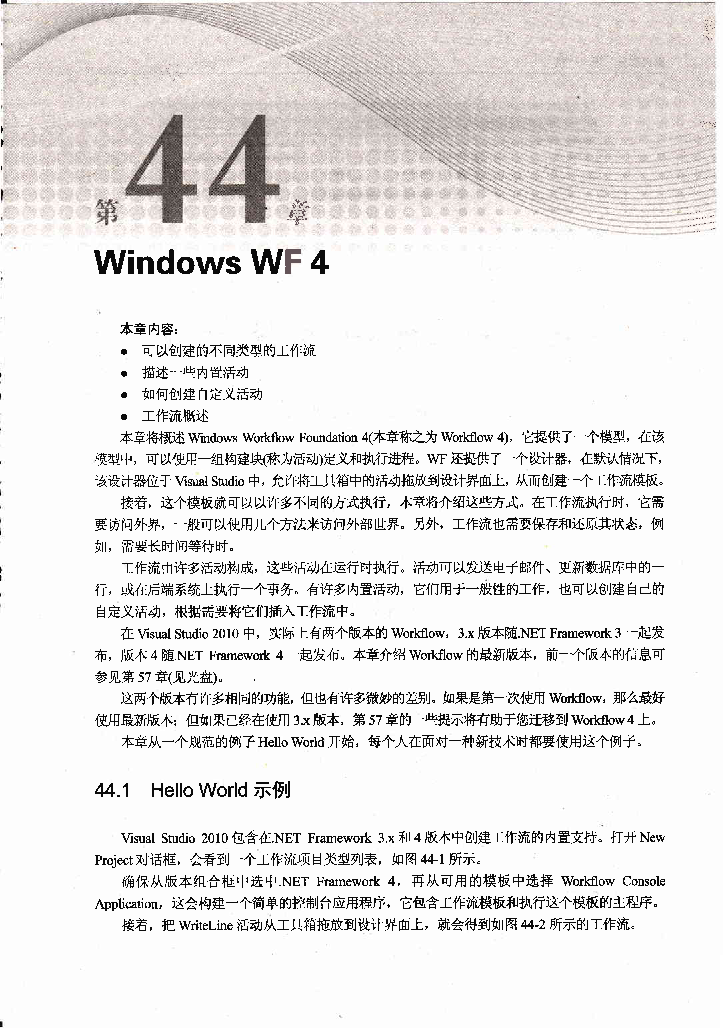 第44章
Windows WF 4
本章内容：
● 可以创建的不同类型的工作流
● 描述一些内置活动
● 如何创建自定义活动
● 工作流概述
本章将概述 Windows Workflow Foundation 4(本章称之为 Workflow 4)，它提供了一个模型，在该
模型中，可以使用一组构建块(称为活动)定义和执行进程。WF 还提供了一个设计器，在默认情况下，
该设计器位于 Visual Studio 中，允许将工具箱中的活动拖放到设计界面上，从而创建一个工作流模板。
接着，这个模板就可以以许多不同的方式执行，本章将介绍这些方式。在工作流执行时，它需
要访问外界，一般可以使用几个方法来访问外部世界。另外，工作流也需要保存和还原其状态，例
如，需要长时间等待时。
工作流由许多活动构成，这些活动在运行时执行。活动可以发送电子邮件、更新数据库中的一
行，或在后端系统上执行一个事务。有许多内置活动，它们用于一般性的工作，也可以创建自己的
自定义活动，根据需要将它们插入工作流中。
在 Visual Studio 2010 中，实际上有两个版本的 Workflow，3.x 版本随.NET Framework 3 一起发
布，版本 4 随.NET Framework 4 一起发布。本章介绍 Workflow 的最新版本，前一个版本的信息可
参见第 57 章(见光盘)。
这两个版本有许多相同的功能，但也有许多微妙的差别。如果是第一次使用 Workflow，那么最好
使用最新版本；但如果已经在使用 3.x 版本，第 57 章的一些提示将有助于您迁移到 Workflow 4 上。
本章从一个规范的例子 Hello World 开始，每个人在面对一种新技术时都要使用这个例子。
44.1 Hello World 示例
Visual Studio 2010 包含在.NET Framework 3.x 和 4 版本中创建工作流的内置支持。打开 New
Project 对话框，会看到一个工作流项目类型列表，如图 44-1 所示。
确保从版本组合框中选中.NET Framework 4，再从可用的模板中选择 Workflow Console
Application，这会构建一个简单的控制台应用程序，它包含工作流模板和执行这个模板的主程序。
接着，把 WriteLine 活动从工具箱拖放到设计界面上，就会得到如图 44-2 所示的工作流。